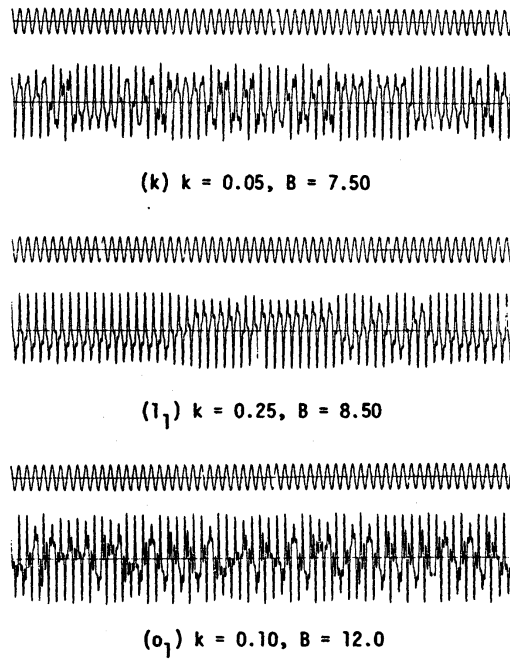 (k) k = 0.05, B = 7.50
(l₁) k = 0.25, B = 8.50
(o₁) k = 0.10, B = 12.0